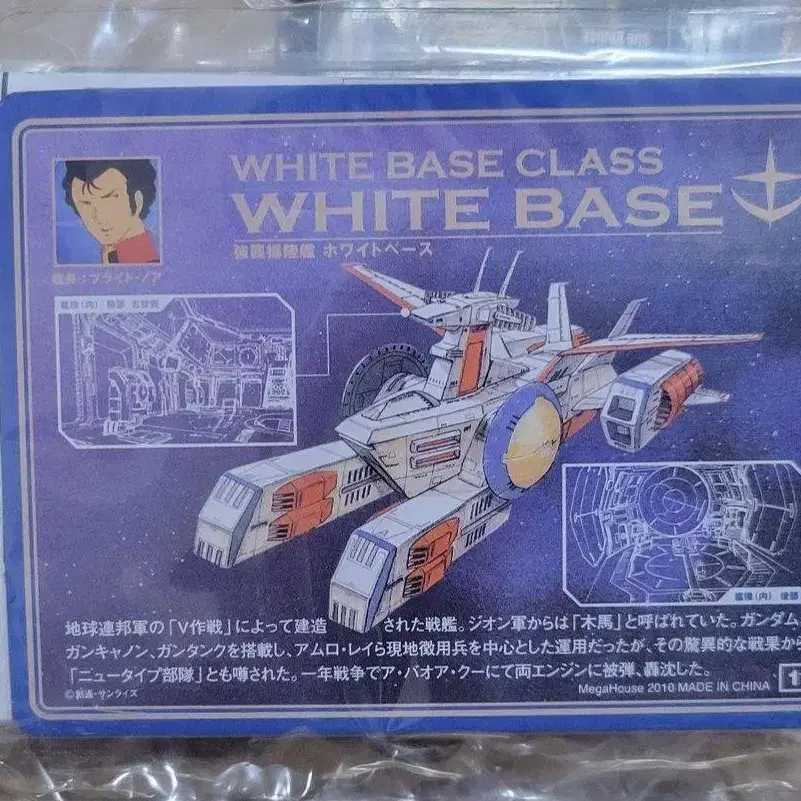 WHITE BASE CLASS
WHITE BASE
強襲揚陸艦 ホワイトベース
艦長：ブライト・ノア
艦橋（内） 前部
艦橋（内） 後部
地球連邦軍の「V作戦」によって建造された戦艦。ジオン軍からは「木馬」と呼ばれていた。ガンダム、
ガンキャノン、ガンタンクを搭載し、アムロ・レイら現地徴用兵を中心とした運用だったが、その驚異的な戦果から
「ニュータイプ部隊」とも噂された。一年戦争でア・バオア・クーにて両エンジンに被弾、轟沈した。
©創通・サンライズ
MegaHouse 2010 MADE IN CHINA